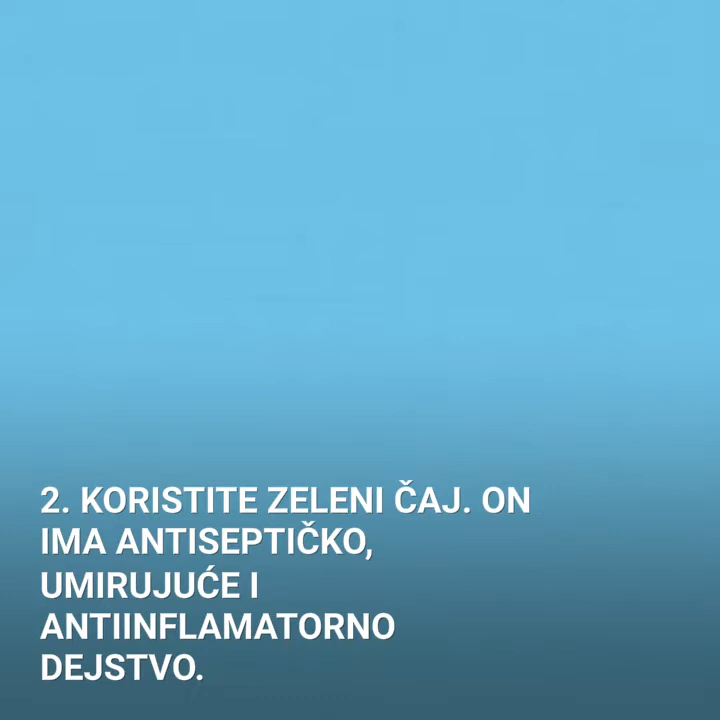 2. KORISTITE ZELENI ČAJ. ON
IMA ANTISEPTIČKO,
UMIRUJUĆE I
ANTIINFLAMATORNO
DEJSTVO.